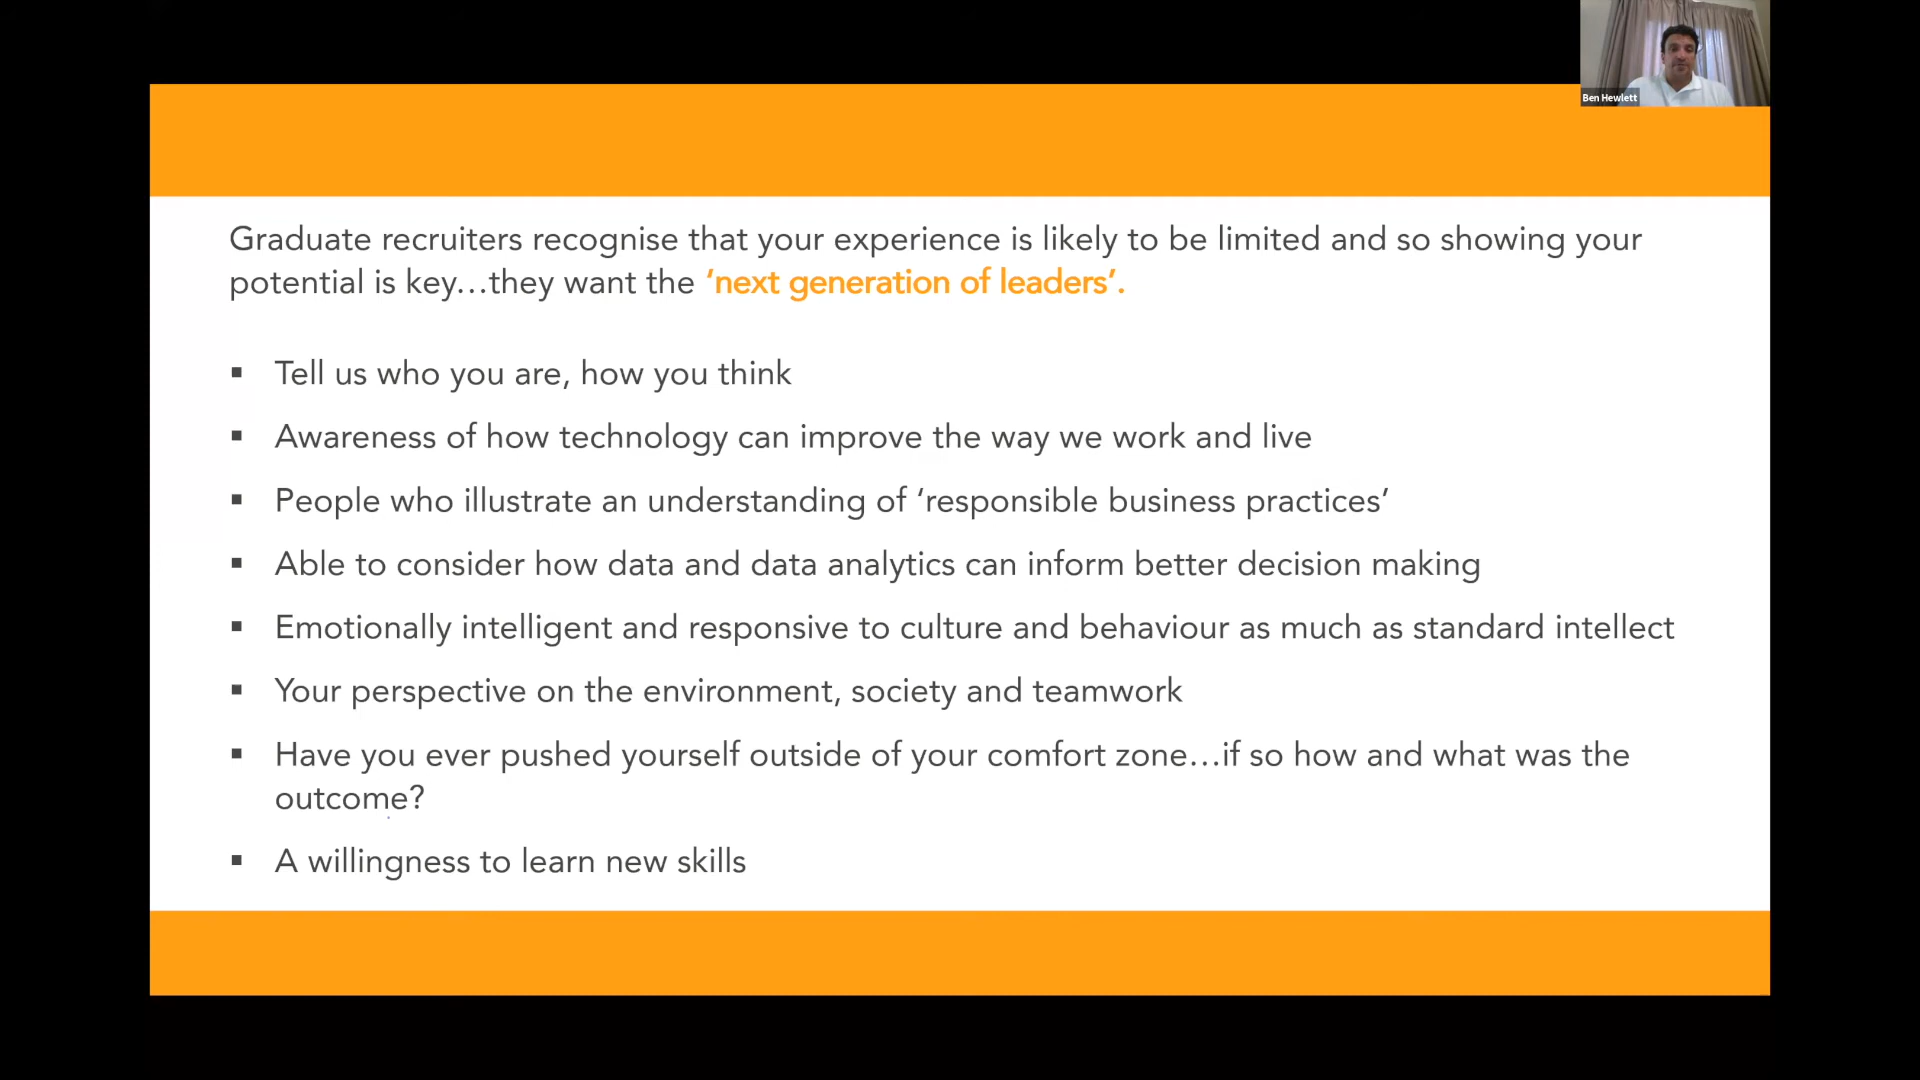 Ben Hewlett
Graduate recruiters recognise that your experience is likely to be limited and so showing your
potential is key…they want the ‘next generation of leaders’.
▪ Tell us who you are, how you think
▪ Awareness of how technology can improve the way we work and live
▪ People who illustrate an understanding of ‘responsible business practices’
▪ Able to consider how data and data analytics can inform better decision making
▪ Emotionally intelligent and responsive to culture and behaviour as much as standard intellect
▪ Your perspective on the environment, society and teamwork
▪ Have you ever pushed yourself outside of your comfort zone…if so how and what was the
outcome?
▪ A willingness to learn new skills